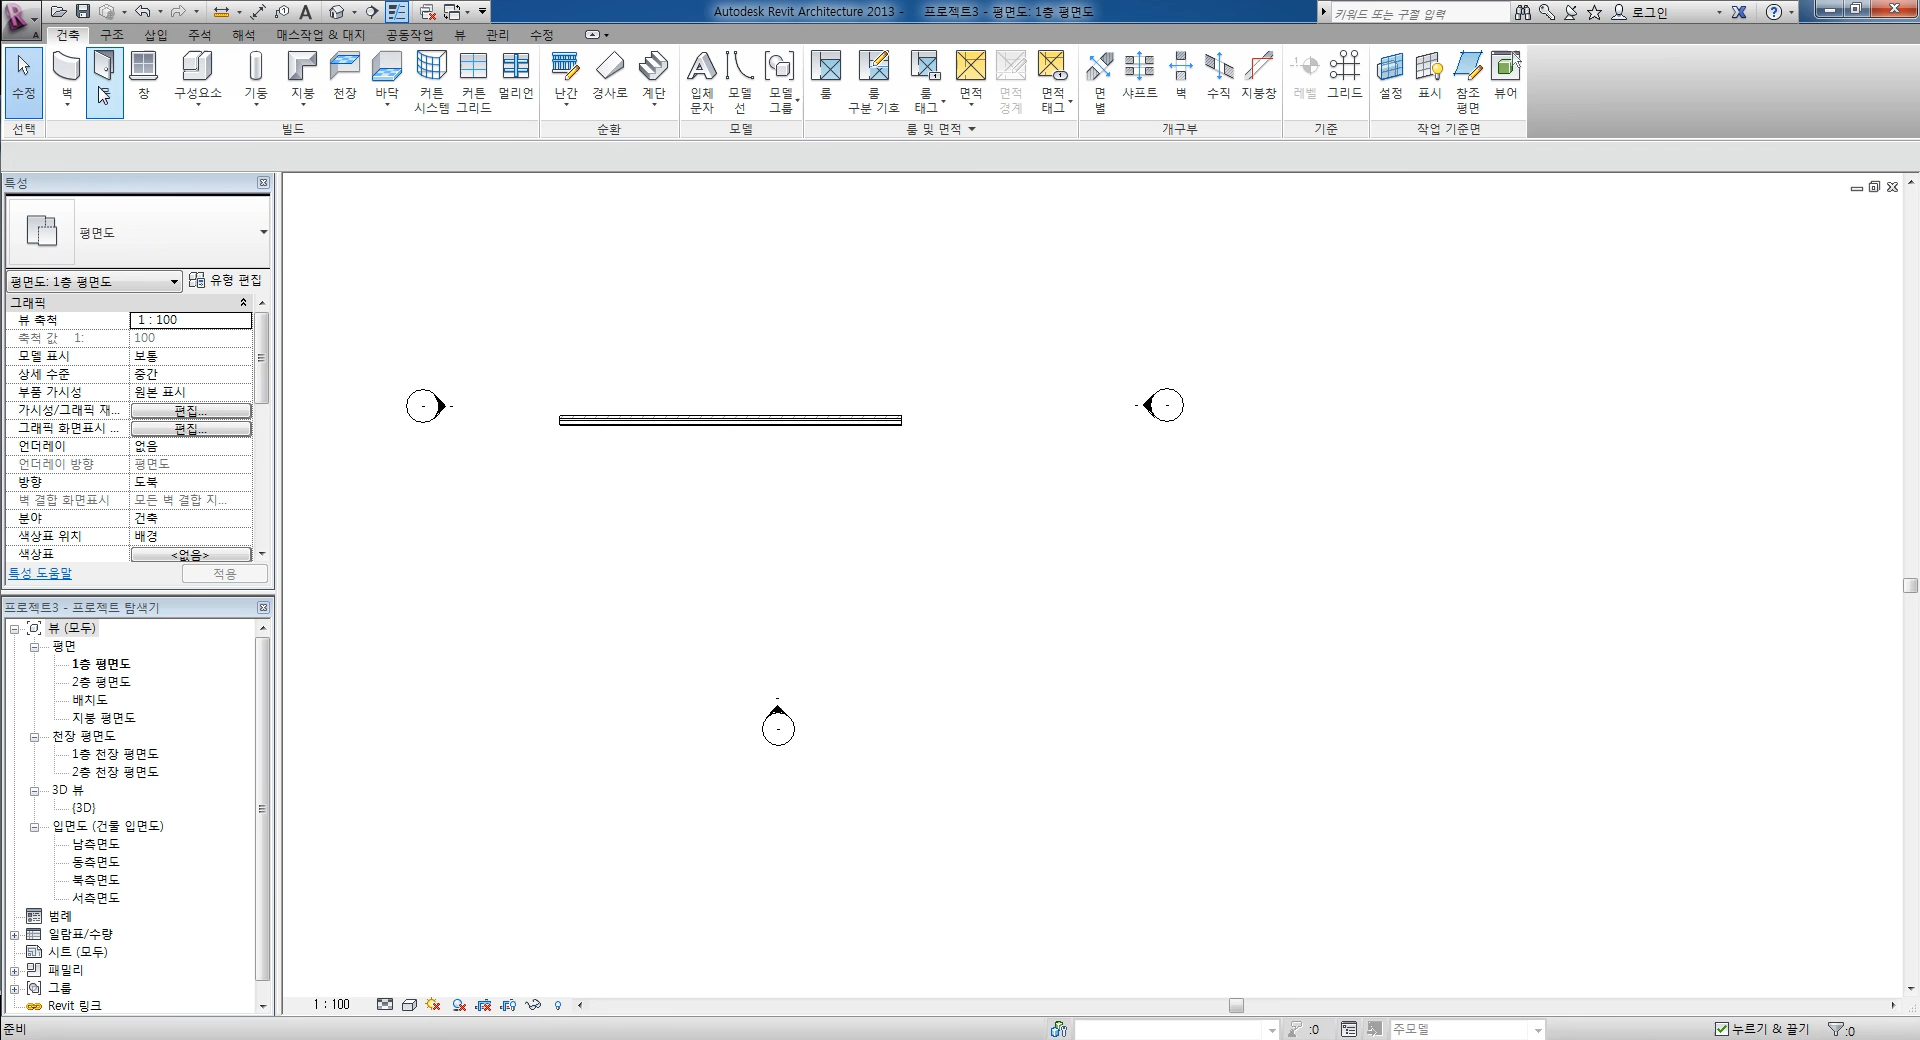 Autodesk Revit Architecture 2013 - 프로젝트3 - 평면도: 1층 평면도
키워드 또는 구절 입력
로그인
건축 구조 삽입 주석 해석 매스작업 & 대지 공동작업 뷰 관리 수정
수정 벽 창 구성요소 기둥 지붕 천장 바닥 커튼 시스템 커튼 그리드 멀리언 난간 경사로 계단 입체 문자 모델 선 모델 그룹 룸 룸 구분 기호 룸 태그 면적 면적 경계 면적 태그 면 별 샤프트 벽 수직 지붕창 레벨 그리드 설정 표시 참조 평면 뷰어
선택 빌드 순환 모델 룸 및 면적 개구부 기준 작업 기준면
특성
평면도
평면도: 1층 평면도 유형 편집
그래픽
뷰 축척 1 : 100
축척 값 1: 100
모델 표시 보통
상세 수준 중간
부품 가시성 원본 표시
가시성/그래픽 재... 편집...
그래픽 화면표시 ... 편집...
언더레이 없음
언더레이 방향 평면도
방향 도북
벽 결합 화면표시 모든 벽 결합 지...
분야 건축
색상표 위치 배경
색상표 <없음>
특성 도움말 적용
프로젝트3 - 프로젝트 탐색기
뷰 (모두)
평면
1층 평면도
2층 평면도
배치도
지붕 평면도
천장 평면도
1층 천장 평면도
2층 천장 평면도
3D 뷰
{3D}
입면도 (건물 입면도)
남측면도
동측면도
북측면도
서측면도
범례
일람표/수량
시트 (모두)
패밀리
그룹
Revit 링크
1 : 100
준비
:0
주모델
누르기 & 끌기
:0